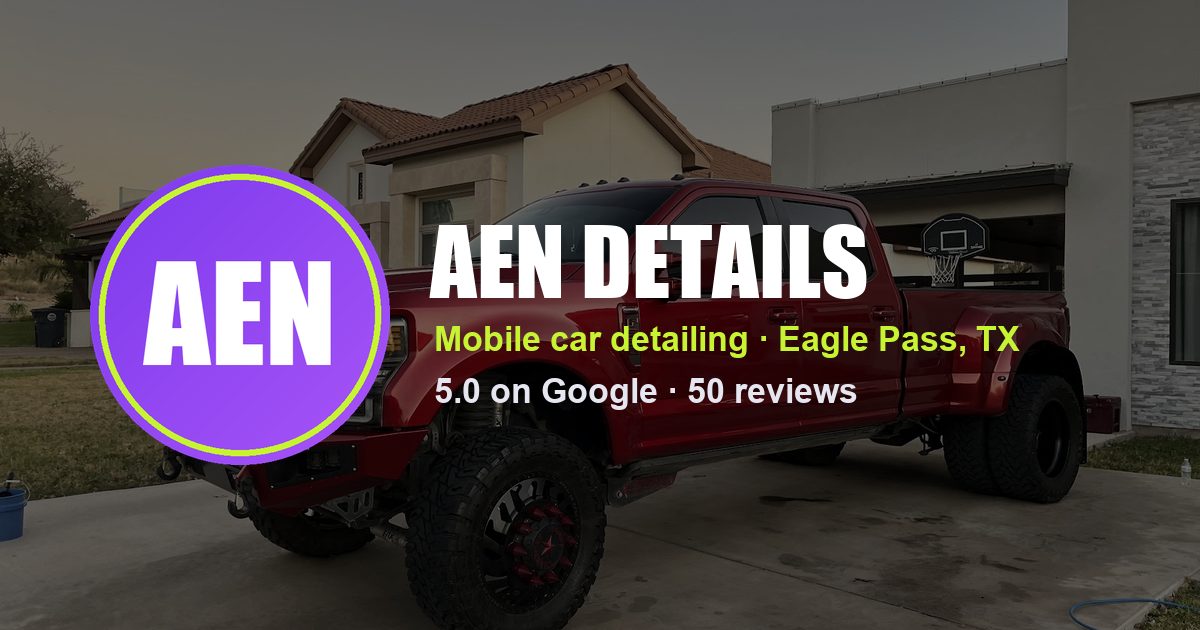 AEN
AEN DETAILS
Mobile car detailing · Eagle Pass, TX
5.0 on Google · 50 reviews